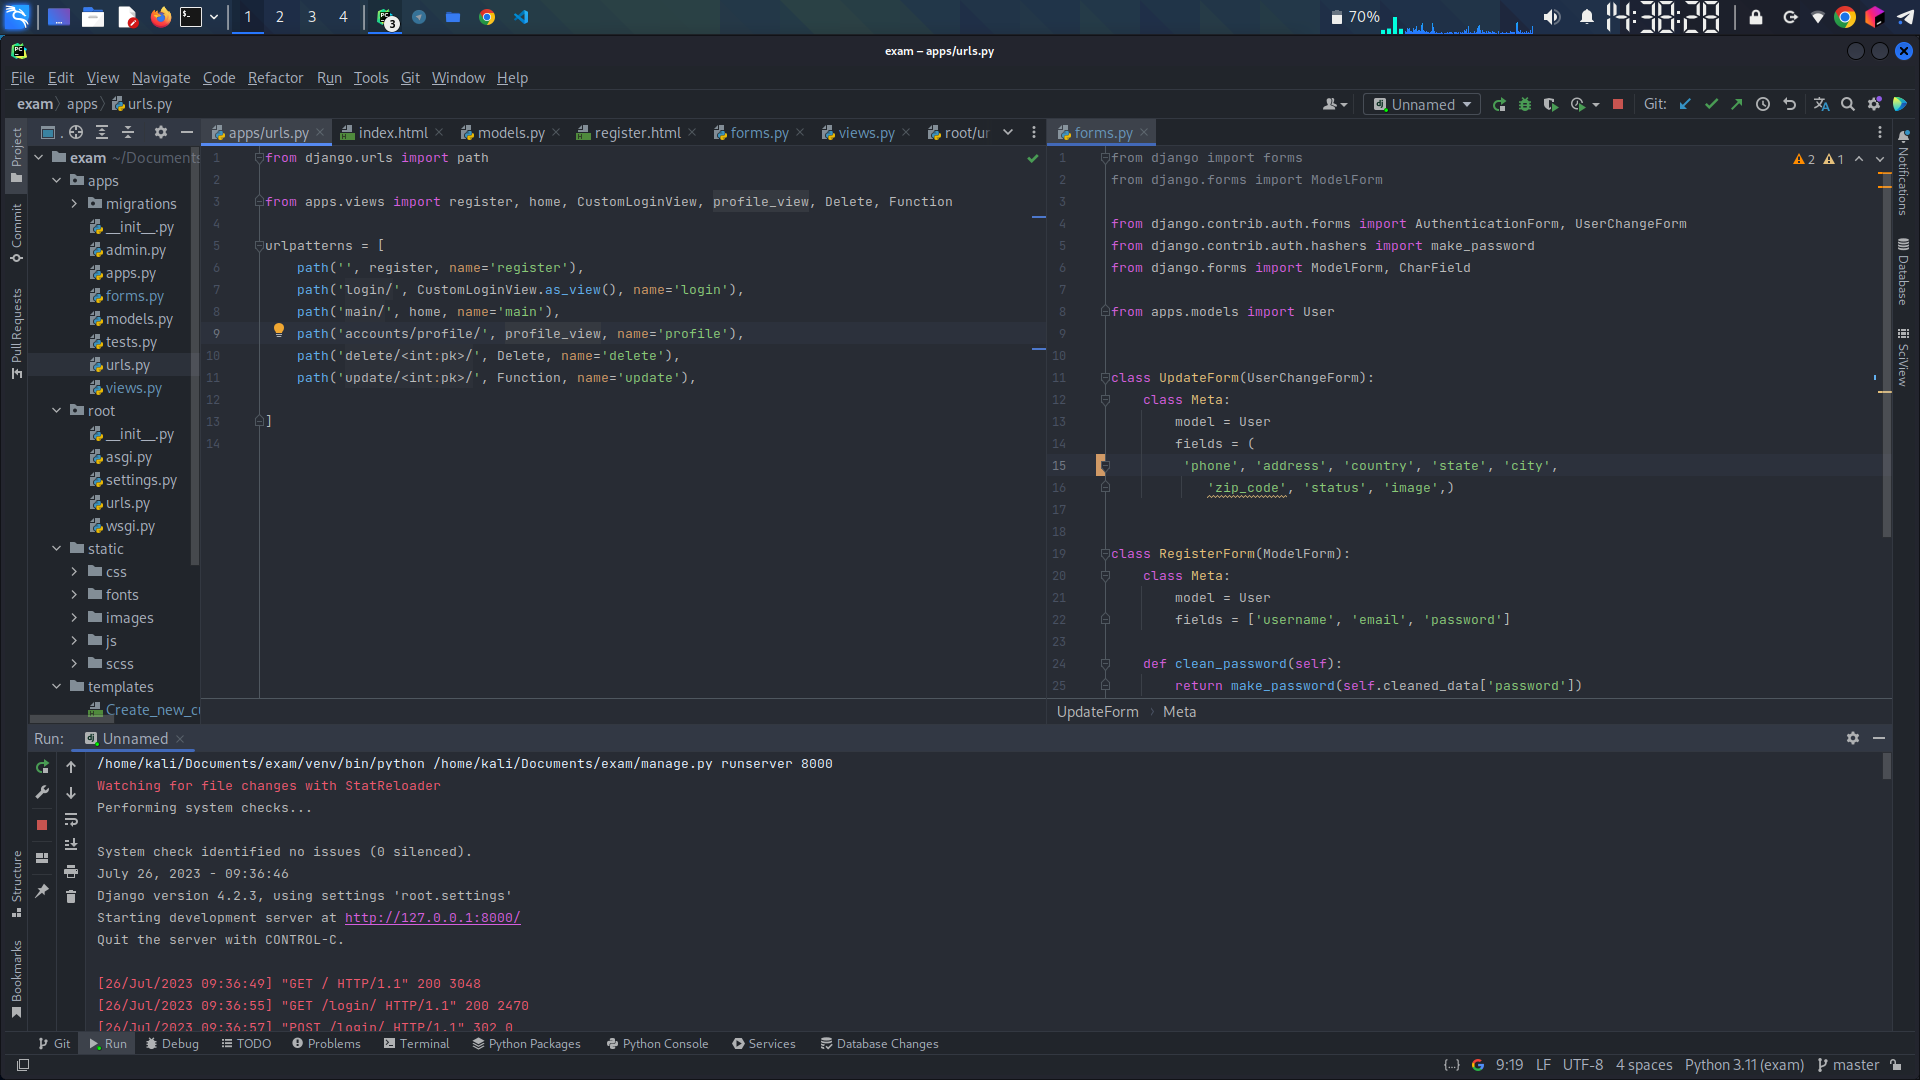 1
2
3
4
3
70%
14:38:28
exam – apps/urls.py
File Edit View Navigate Code Refactor Run Tools Git Window Help
exam
apps
urls.py
Unnamed
Git:
apps/urls.py
index.html
models.py
register.html
forms.py
views.py
root/ur
forms.py
Project
Commit
Pull Requests
Structure
Bookmarks
exam ~/Documents
apps
migrations
__init__.py
admin.py
apps.py
forms.py
models.py
tests.py
urls.py
views.py
root
__init__.py
asgi.py
settings.py
urls.py
wsgi.py
static
css
fonts
images
js
scss
templates
Create_new_cu
1 from django.urls import path
2
3 from apps.views import register, home, CustomLoginView, profile_view, Delete, Function
4
5 urlpatterns = [
6 path('', register, name='register'),
7 path('login/', CustomLoginView.as_view(), name='login'),
8 path('main/', home, name='main'),
9 path('accounts/profile/', profile_view, name='profile'),
10 path('delete/<int:pk>/', Delete, name='delete'),
11 path('update/<int:pk>/', Function, name='update'),
12
13 ]
14
1 from django import forms
2 from django.forms import ModelForm
3
4 from django.contrib.auth.forms import AuthenticationForm, UserChangeForm
5 from django.contrib.auth.hashers import make_password
6 from django.forms import ModelForm, CharField
7
8 from apps.models import User
9
10
11 class UpdateForm(UserChangeForm):
12 class Meta:
13 model = User
14 fields = (
15 'phone', 'address', 'country', 'state', 'city',
16 'zip_code', 'status', 'image',)
17
18
19 class RegisterForm(ModelForm):
20 class Meta:
21 model = User
22 fields = ['username', 'email', 'password']
23
24 def clean_password(self):
25 return make_password(self.cleaned_data['password'])
2 1
UpdateForm
Meta
Notifications
Database
SciView
Run: Unnamed
/home/kali/Documents/exam/venv/bin/python /home/kali/Documents/exam/manage.py runserver 8000
Watching for file changes with StatReloader
Performing system checks...
System check identified no issues (0 silenced).
July 26, 2023 - 09:36:46
Django version 4.2.3, using settings 'root.settings'
Starting development server at http://127.0.0.1:8000/
Quit the server with CONTROL-C.
[26/Jul/2023 09:36:49] "GET / HTTP/1.1" 200 3048
[26/Jul/2023 09:36:55] "GET /login/ HTTP/1.1" 200 2470
[26/Jul/2023 09:36:57] "POST /login/ HTTP/1.1" 302 0
Git
Run
Debug
TODO
Problems
Terminal
Python Packages
Python Console
Services
Database Changes
{...} 9:19 LF UTF-8 4 spaces Python 3.11 (exam) master